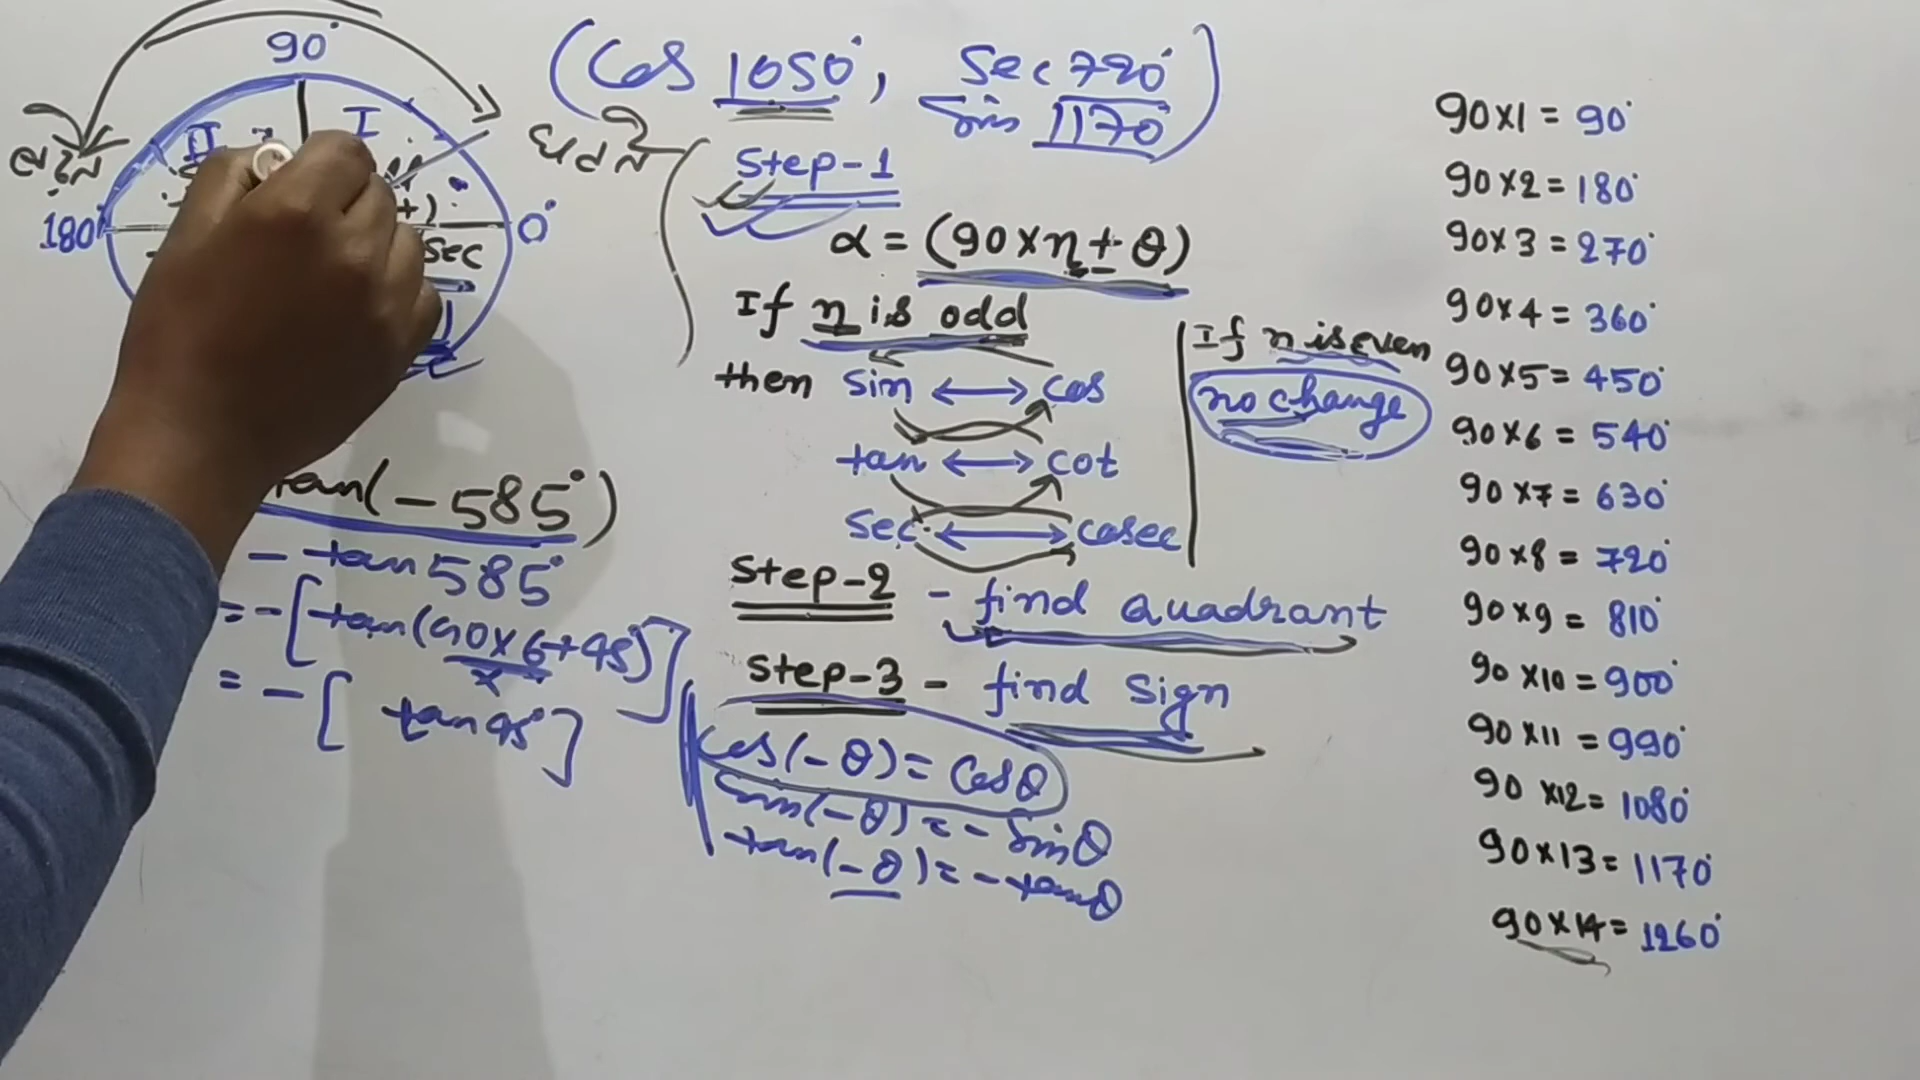 90°
I
II
180°
0°
+)
sec
(Cos 1050°, Sec 720°
Sin 1170°)
Step-1
α = (90×n ± θ)
If n is odd
then sin ↔ cos
tan ↔ cot
sec ↔ cosec
If n is even
no change
Step-2 - find quadrant
Step-3 - find Sign
cos(-θ) = cosθ
sin(-θ) = - sinθ
tan(-θ) = - tanθ
tan(-585°)
- tan 585°
= -[tan(90×6+45°)]
= -[tan 45°]
90×1 = 90°
90×2 = 180°
90×3 = 270°
90×4 = 360°
90×5 = 450°
90×6 = 540°
90×7 = 630°
90×8 = 720°
90×9 = 810°
90×10 = 900°
90×11 = 990°
90×12 = 1080°
90×13 = 1170°
90×14 = 1260°